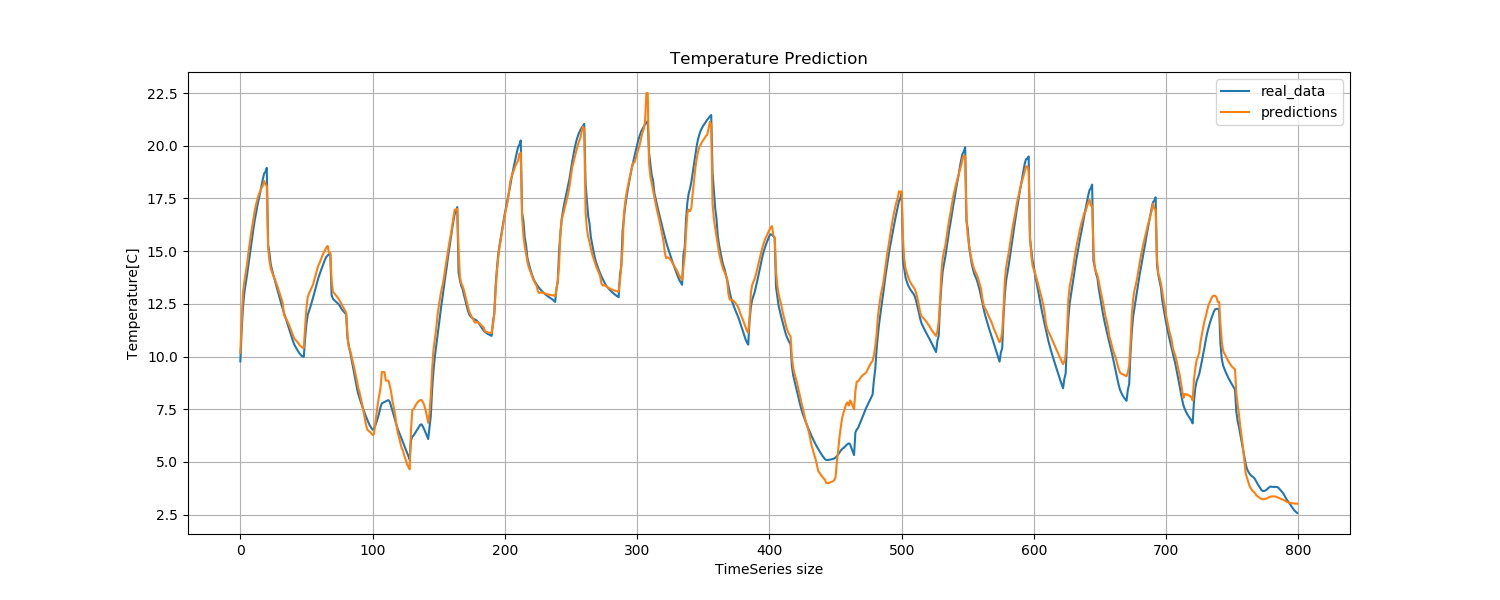 Temperature Prediction
real_data
predictions
Temperature[C]
22.5
20.0
17.5
15.0
12.5
10.0
7.5
5.0
2.5
0 100 200 300 400 500 600 700 800
TimeSeries size